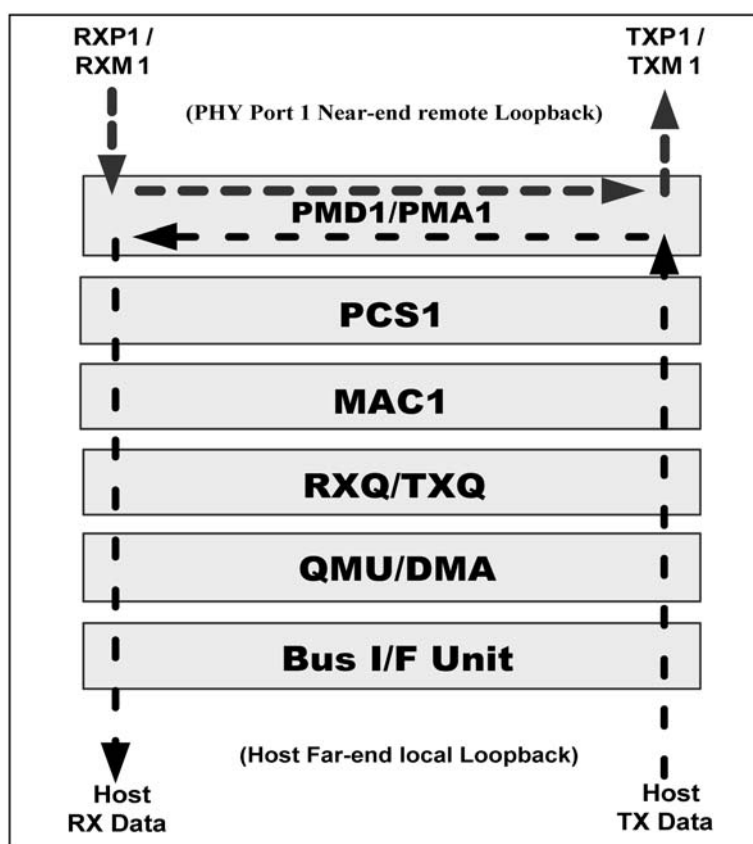 RXP1 /
RXM 1
TXP1 /
TXM 1
(PHY Port 1 Near-end remote Loopback)
PMD1/PMA1
PCS1
MAC1
RXQ/TXQ
QMU/DMA
Bus I/F Unit
(Host Far-end local Loopback)
Host
RX Data
Host
TX Data